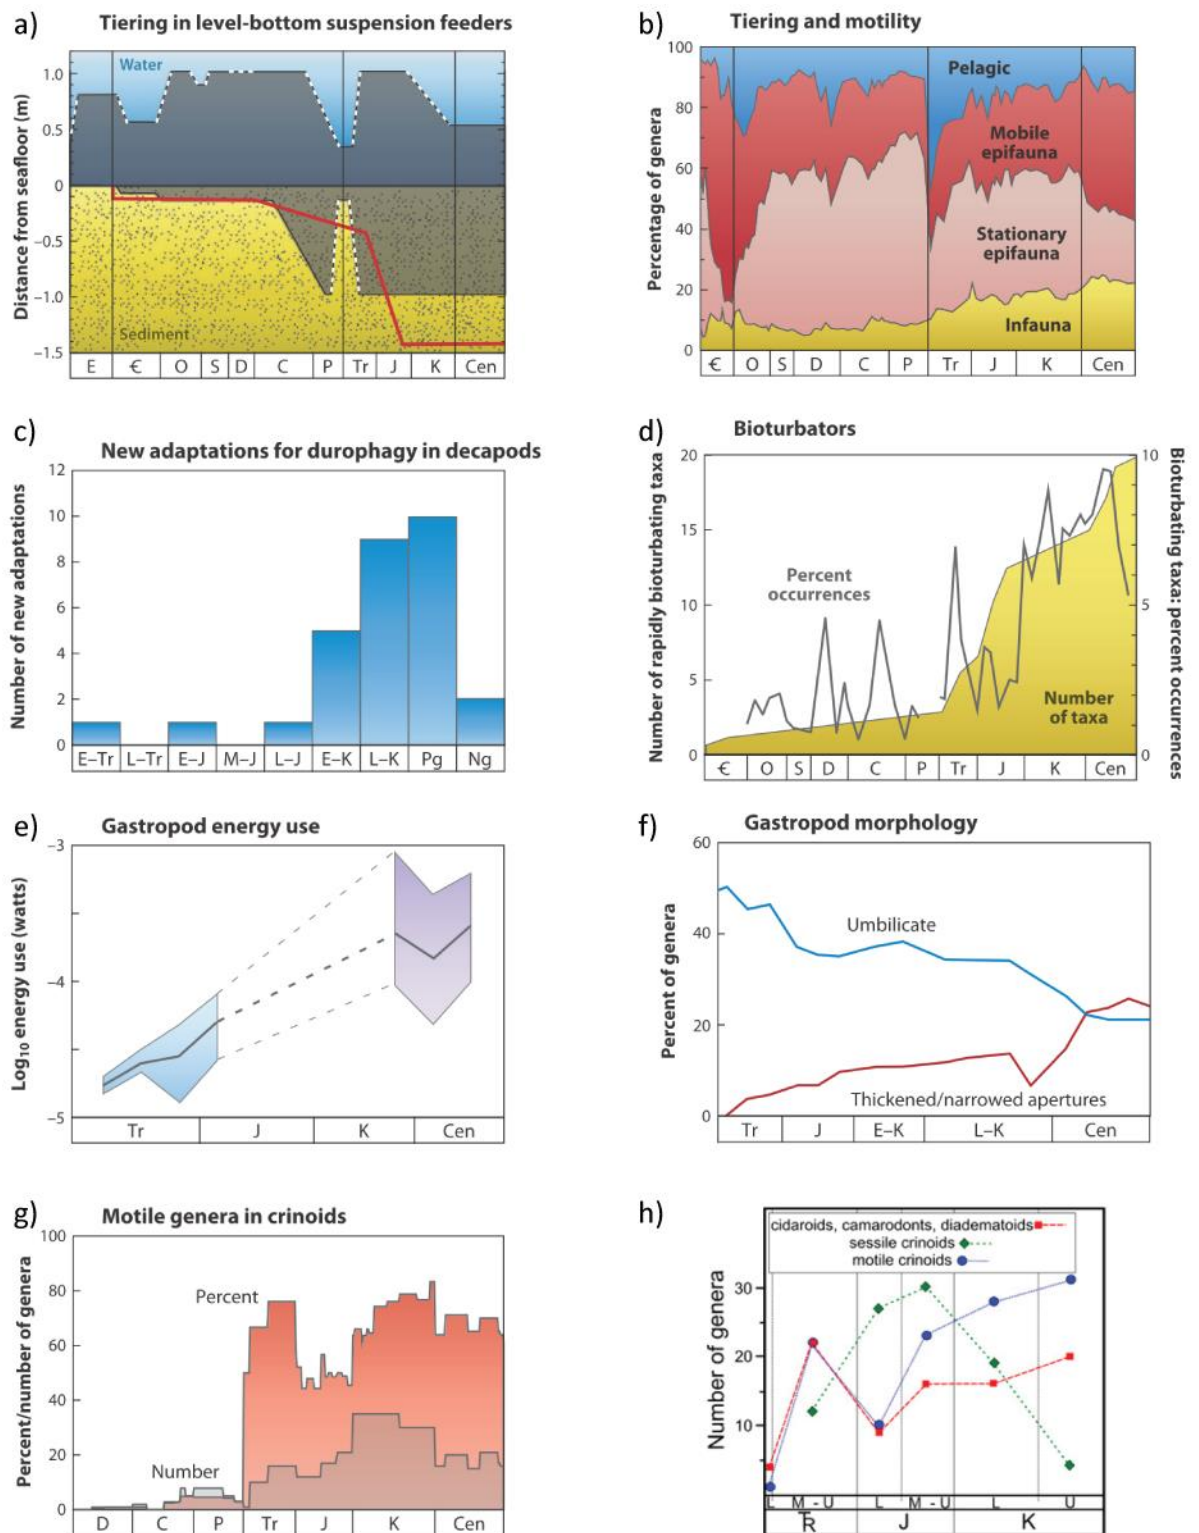 a) Tiering in level-bottom suspension feeders
Distance from seafloor (m)
1.0
0.5
0
−0.5
−1.0
−1.5
Water
Sediment
E € O S D C P Tr J K Cen
b) Tiering and motility
Percentage of genera
100
80
60
40
20
0
Pelagic
Mobile
epifauna
Stationary
epifauna
Infauna
€ O S D C P Tr J K Cen
c) New adaptations for durophagy in decapods
Number of new adaptations
12
10
8
6
4
2
0
E–Tr L–Tr E–J M–J L–J E–K L–K Pg Ng
d) Bioturbators
Number of rapidly bioturbating taxa
20
15
10
5
0
Percent
occurrences
Number
of taxa
10
5
0
Bioturbating taxa: percent occurrences
€ O S D C P Tr J K Cen
e) Gastropod energy use
Log10 energy use (watts)
−3
−4
−5
Tr J K Cen
f) Gastropod morphology
Percent of genera
60
40
20
0
Umbilicate
Thickened/narrowed apertures
Tr J E–K L–K Cen
g) Motile genera in crinoids
Percent/number of genera
100
80
60
40
20
0
Percent
Number
D C P Tr J K Cen
h)
cidaroids, camarodonts, diadematoids
sessile crinoids
motile crinoids
Number of genera
30
20
10
L M - U L M - U L U
TR J K